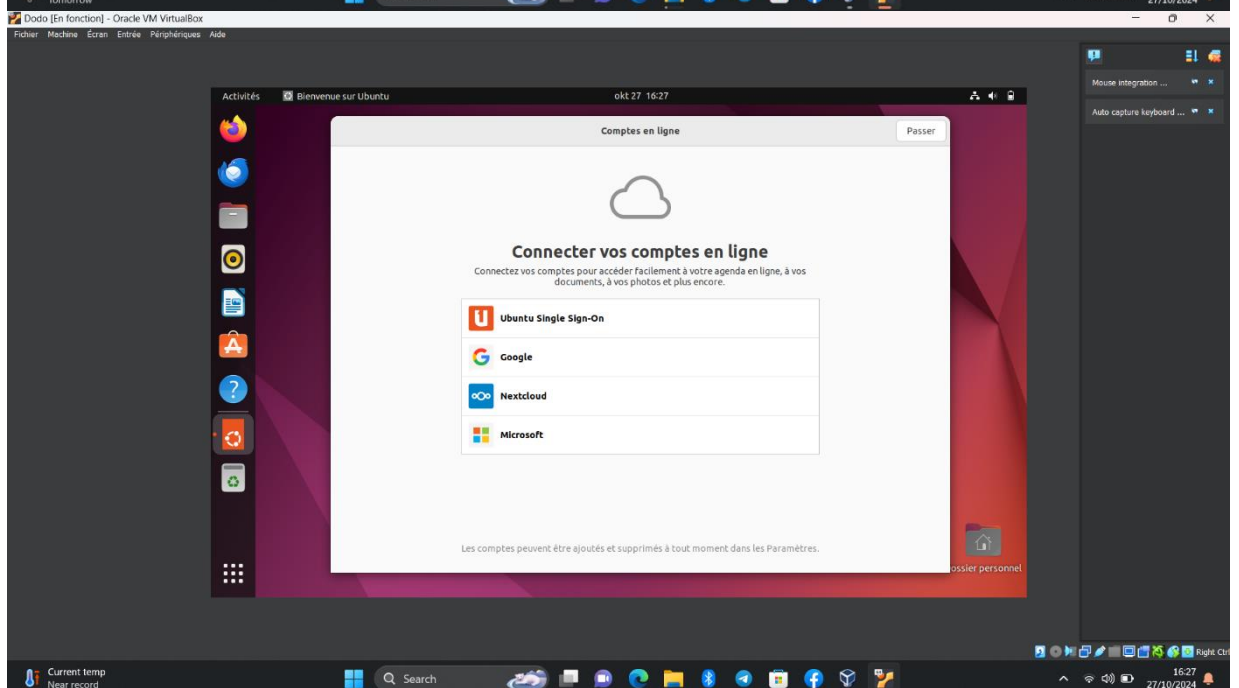 Tomorrow
27/10/2024
Dodo [En fonction] - Oracle VM VirtualBox
Fichier Machine Écran Entrée Périphériques Aide
Mouse integration ...
Auto capture keyboard ...
Activités Bienvenue sur Ubuntu okt 27 16:27
Comptes en ligne Passer
Connecter vos comptes en ligne
Connectez vos comptes pour accéder facilement à votre agenda en ligne, à vos
documents, à vos photos et plus encore.
Ubuntu Single Sign-On
Google
Nextcloud
Microsoft
Les comptes peuvent être ajoutés et supprimés à tout moment dans les Paramètres.
ossier personnel
Right Ctrl
Current temp
Near record
Search
16:27
27/10/2024